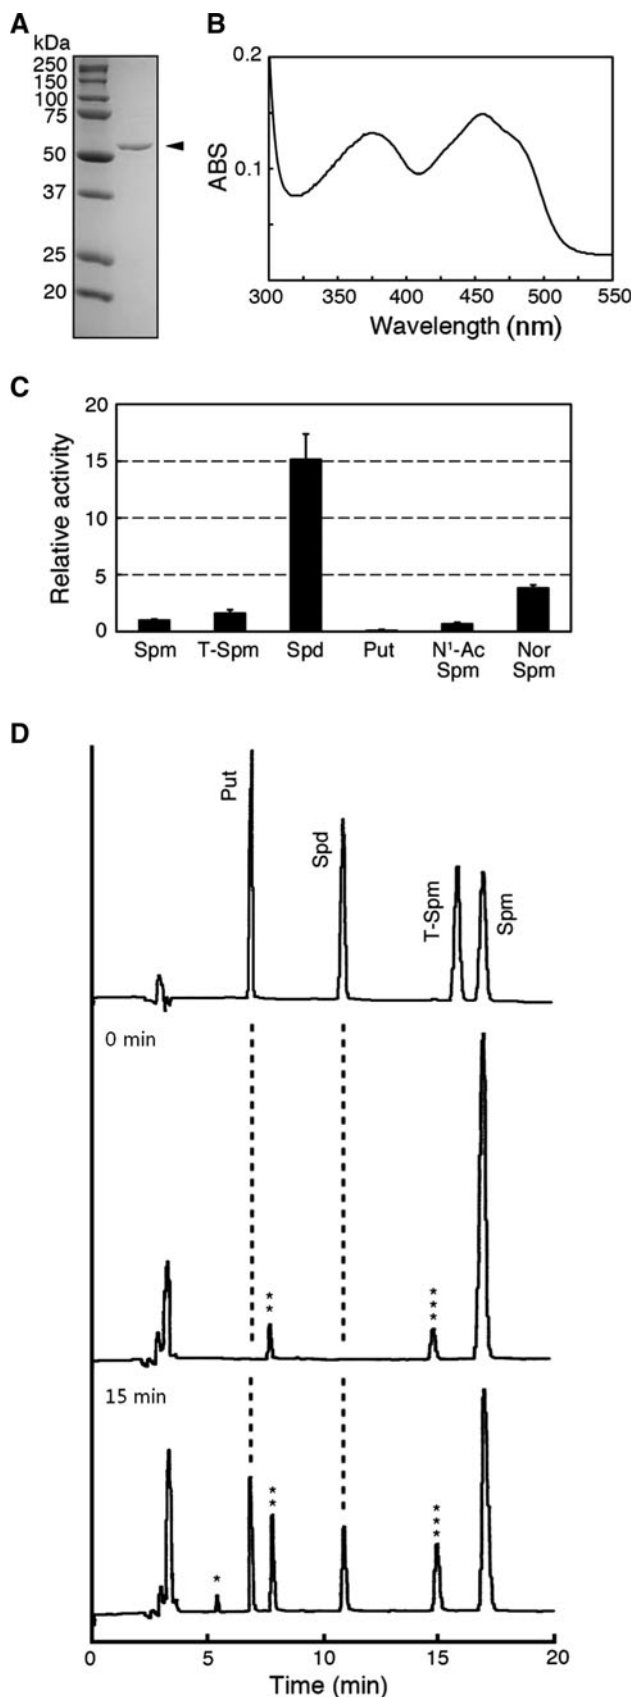 A
kDa
250
150
100
75
50
37
25
20
B
0.2
0.1
ABS
300 350 400 450 500 550
Wavelength (nm)
C
20
15
10
5
0
Relative activity
Spm T-Spm Spd Put N¹-Ac Spm Nor Spm
D
Put
Spd
T-Spm
Spm
0 min
**
***
15 min
*
**
***
0 5 10 15 20
Time (min)